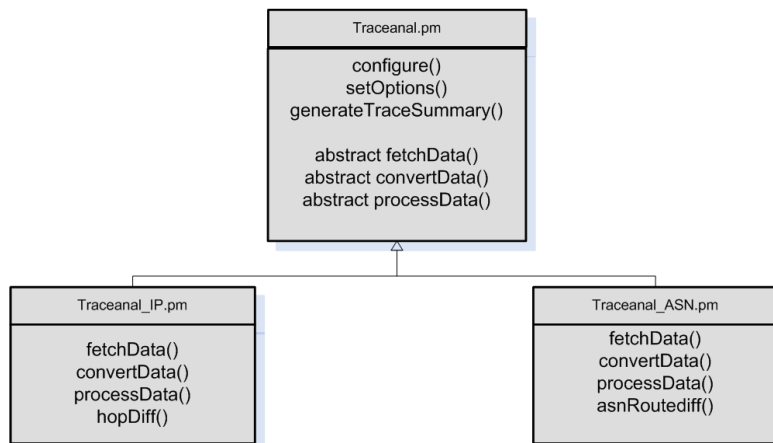 Traceanal.pm
configure()
setOptions()
generateTraceSummary()
abstract fetchData()
abstract convertData()
abstract processData()
Traceanal_IP.pm
fetchData()
convertData()
processData()
hopDiff()
Traceanal_ASN.pm
fetchData()
convertData()
processData()
asnRoutediff()